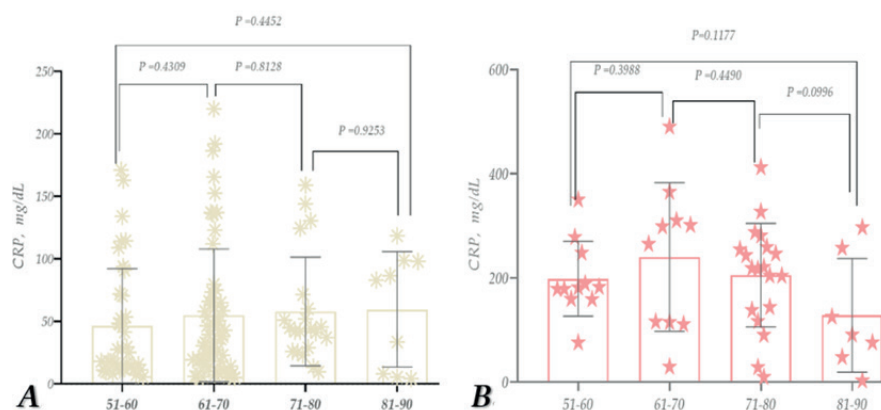 P =0.4452
P =0.4309
P =0.8128
P =0.9253
CRP, mg/dL
250
200
150
100
50
0
51-60
61-70
71-80
81-90
A
P =0.1177
P =0.3988
P =0.4490
P =0.0996
CRP, mg/dL
600
400
200
0
51-60
61-70
71-80
81-90
B